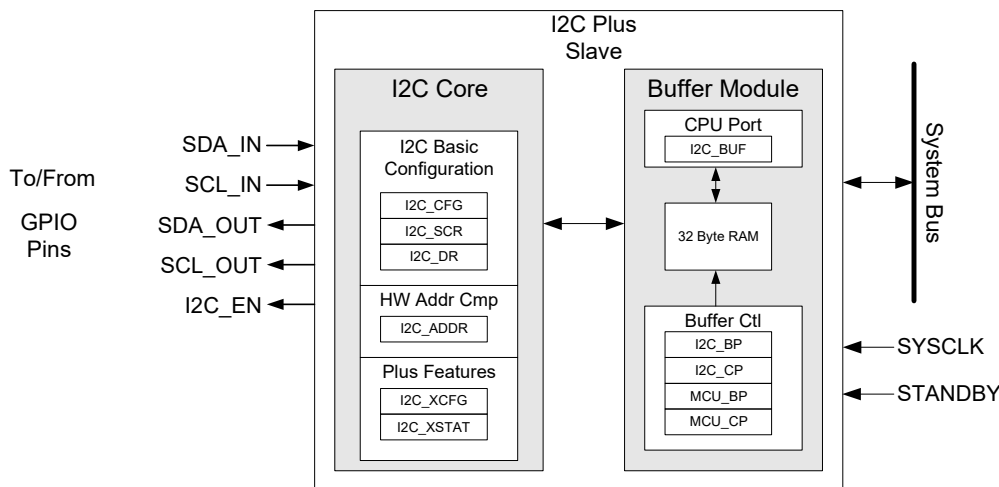 I2C Plus
Slave
I2C Core
Buffer Module
I2C Basic
Configuration
I2C_CFG
I2C_SCR
I2C_DR
HW Addr Cmp
I2C_ADDR
Plus Features
I2C_XCFG
I2C_XSTAT
CPU Port
I2C_BUF
32 Byte RAM
Buffer Ctl
I2C_BP
I2C_CP
MCU_BP
MCU_CP
To/From
GPIO
Pins
SDA_IN
SCL_IN
SDA_OUT
SCL_OUT
I2C_EN
System Bus
SYSCLK
STANDBY